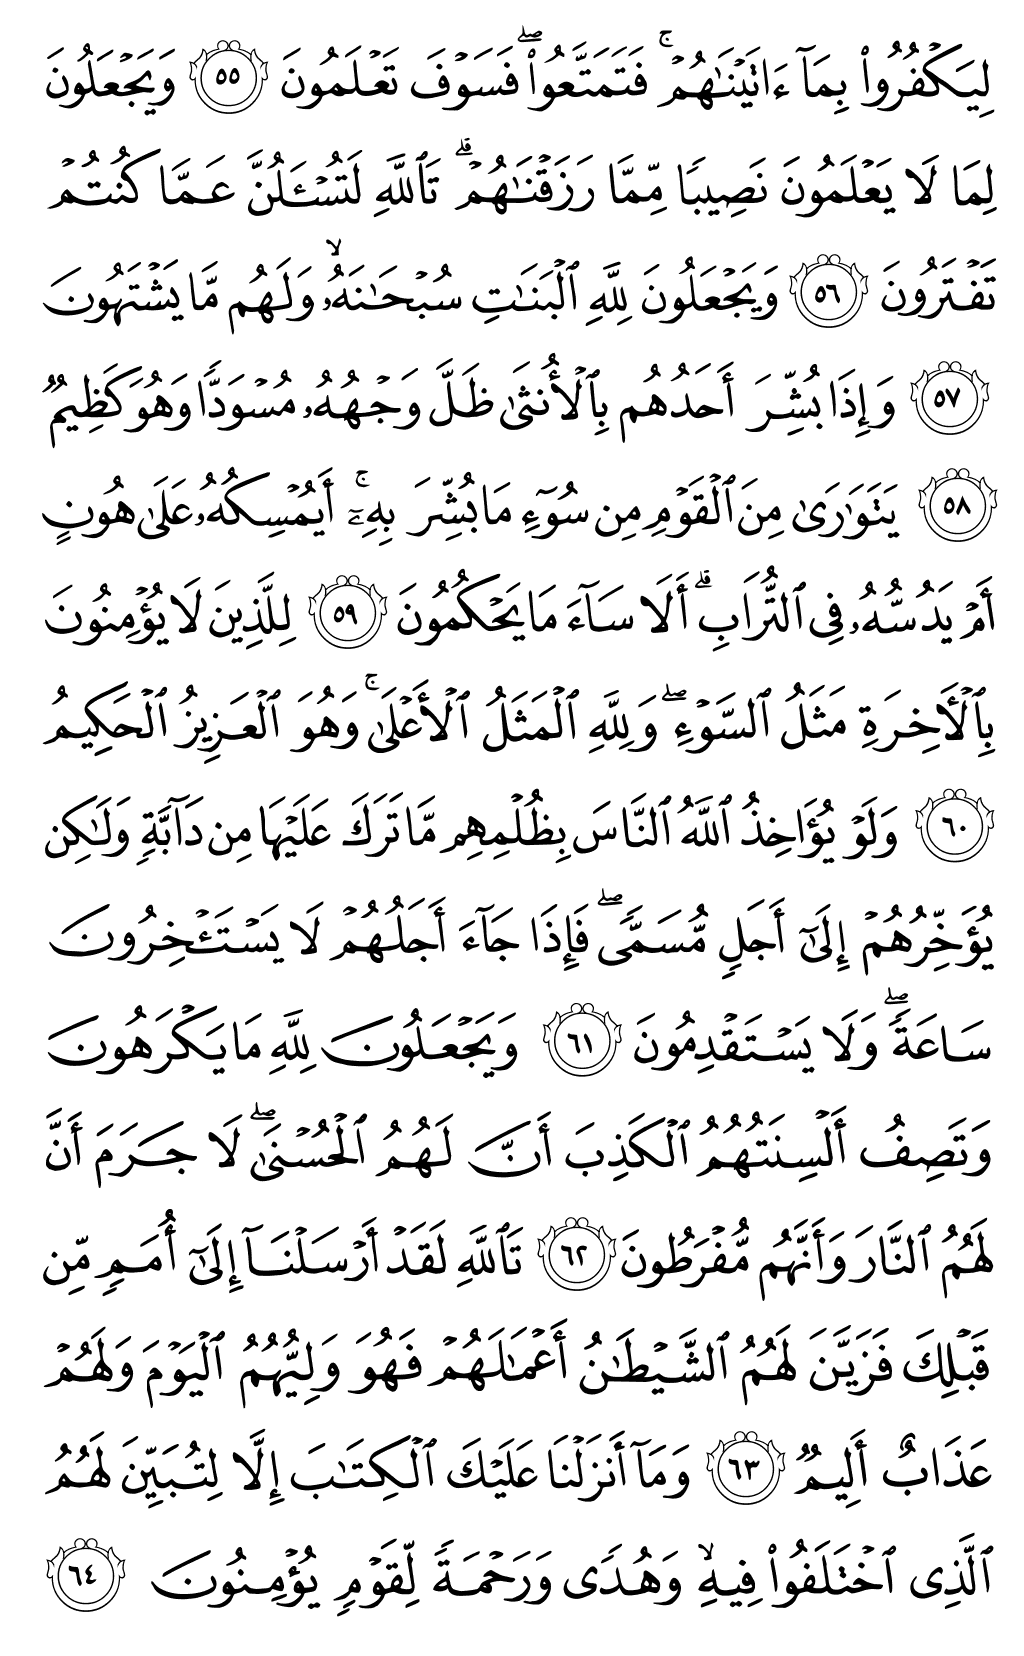 لِيَكۡفُرُواْ بِمَآ ءَاتَيۡنَٰهُمۡۚ فَتَمَتَّعُواْۖ فَسَوۡفَ تَعۡلَمُونَ ٥٥ وَيَجۡعَلُونَ
لِمَا لَا يَعۡلَمُونَ نَصِيبٗا مِّمَّا رَزَقۡنَٰهُمۡۗ تَٱللَّهِ لَتُسۡـَٔلُنَّ عَمَّا كُنتُمۡ
تَفۡتَرُونَ ٥٦ وَيَجۡعَلُونَ لِلَّهِ ٱلۡبَنَٰتِ سُبۡحَٰنَهُۥۙ وَلَهُم مَّا يَشۡتَهُونَ
٥٧ وَإِذَا بُشِّرَ أَحَدُهُم بِٱلۡأُنثَىٰ ظَلَّ وَجۡهُهُۥ مُسۡوَدّٗا وَهُوَ كَظِيمٞ
٥٨ يَتَوَٰرَىٰ مِنَ ٱلۡقَوۡمِ مِن سُوٓءِ مَا بُشِّرَ بِهِۦٓۚ أَيُمۡسِكُهُۥ عَلَىٰ هُونٍ
أَمۡ يَدُسُّهُۥ فِي ٱلتُّرَابِۗ أَلَا سَآءَ مَا يَحۡكُمُونَ ٥٩ لِلَّذِينَ لَا يُؤۡمِنُونَ
بِٱلۡأٓخِرَةِ مَثَلُ ٱلسَّوۡءِۖ وَلِلَّهِ ٱلۡمَثَلُ ٱلۡأَعۡلَىٰۚ وَهُوَ ٱلۡعَزِيزُ ٱلۡحَكِيمُ
٦٠ وَلَوۡ يُؤَاخِذُ ٱللَّهُ ٱلنَّاسَ بِظُلۡمِهِم مَّا تَرَكَ عَلَيۡهَا مِن دَآبَّةٖ وَلَٰكِن
يُؤَخِّرُهُمۡ إِلَىٰٓ أَجَلٖ مُّسَمّٗىۖ فَإِذَا جَآءَ أَجَلُهُمۡ لَا يَسۡتَـٔۡخِرُونَ
سَاعَةٗۖ وَلَا يَسۡتَقۡدِمُونَ ٦١ وَيَجۡعَلُونَ لِلَّهِ مَا يَكۡرَهُونَ
وَتَصِفُ أَلۡسِنَتُهُمُ ٱلۡكَذِبَ أَنَّ لَهُمُ ٱلۡحُسۡنَىٰۖ لَا جَرَمَ أَنَّ
لَهُمُ ٱلنَّارَ وَأَنَّهُم مُّفۡرَطُونَ ٦٢ تَٱللَّهِ لَقَدۡ أَرۡسَلۡنَآ إِلَىٰٓ أُمَمٖ مِّن
قَبۡلِكَ فَزَيَّنَ لَهُمُ ٱلشَّيۡطَٰنُ أَعۡمَٰلَهُمۡ فَهُوَ وَلِيُّهُمُ ٱلۡيَوۡمَ وَلَهُمۡ
عَذَابٌ أَلِيمٞ ٦٣ وَمَآ أَنزَلۡنَا عَلَيۡكَ ٱلۡكِتَٰبَ إِلَّا لِتُبَيِّنَ لَهُمُ
ٱلَّذِي ٱخۡتَلَفُواْ فِيهِۙ وَهُدٗى وَرَحۡمَةٗ لِّقَوۡمٖ يُؤۡمِنُونَ ٦٤